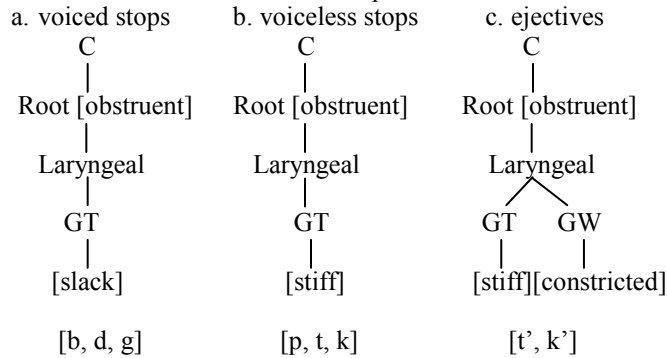 a. voiced stops b. voiceless stops c. ejectives
C C C
Root [obstruent] Root [obstruent] Root [obstruent]
Laryngeal Laryngeal Laryngeal
GT GT GT GW
[slack] [stiff] [stiff][constricted]
[b, d, g] [p, t, k] [t’, k’]